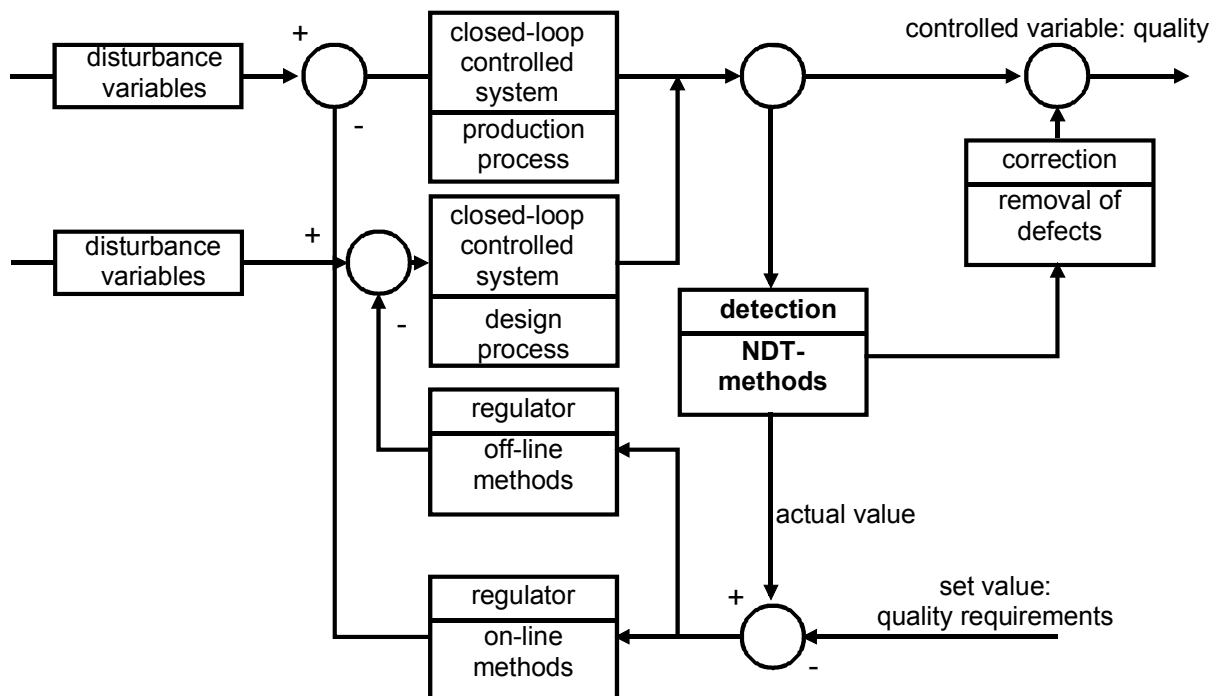 controlled variable: quality
+
disturbance
variables
-
closed-loop
controlled
system
production
process
correction
removal of
defects
+
disturbance
variables
-
closed-loop
controlled
system
design
process
detection
NDT-
methods
regulator
off-line
methods
actual value
regulator
on-line
methods
+
set value:
quality requirements
-